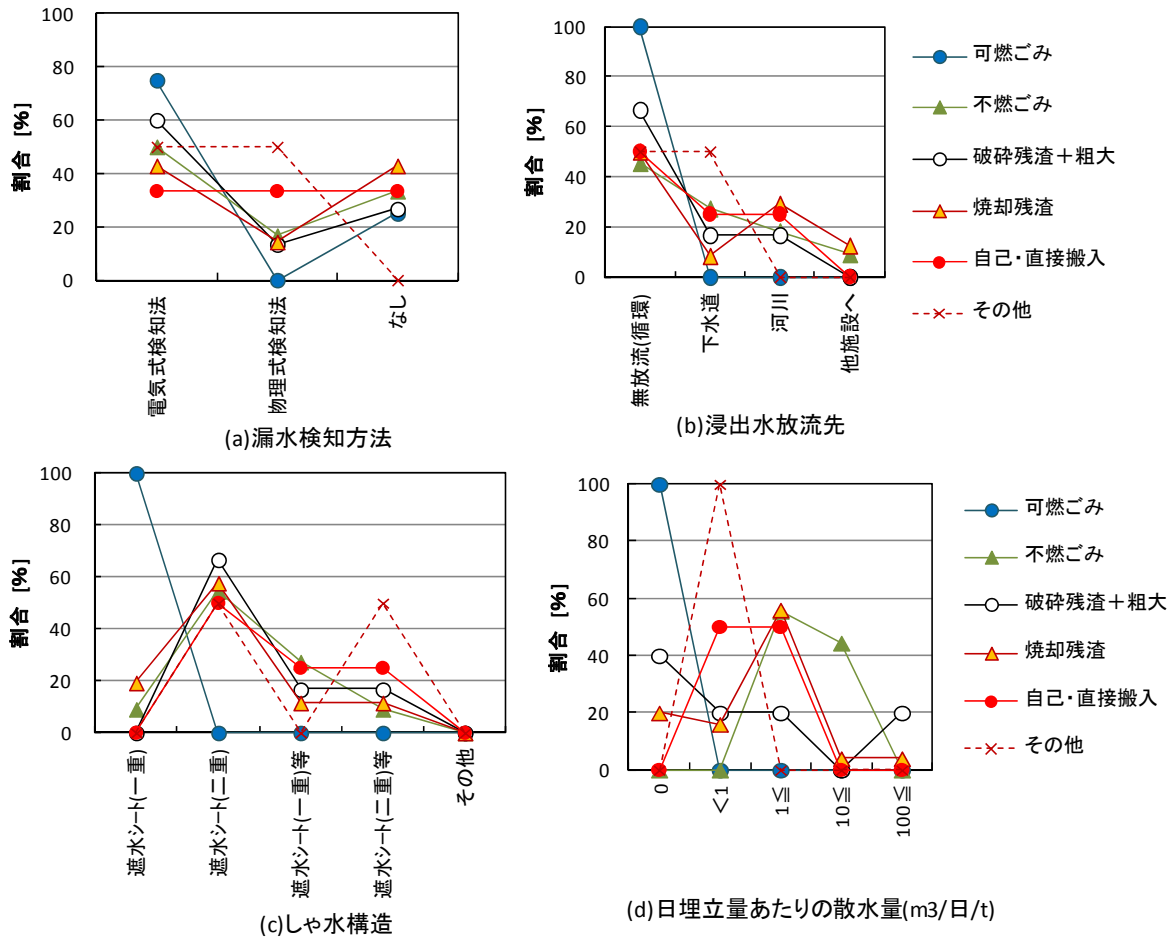 100
80
60
40
20
0
割合 [%]
電気式検知法
物理式検知法
なし
(a)漏水検知方法
100
80
60
40
20
0
割合 [%]
無放流(循環)
下水道
河川
他施設へ
(b)浸出水放流先
可燃ごみ
不燃ごみ
破砕残渣+粗大
焼却残渣
自己・直接搬入
その他
100
80
60
40
20
0
割合 [%]
遮水シート(一重)
遮水シート(二重)
遮水シート(一重)等
遮水シート(二重)等
その他
(c)しゃ水構造
100
80
60
40
20
0
割合 [%]
0
<1
1≦
10≦
100≦
(d)日埋立量あたりの散水量(m3/日/t)
可燃ごみ
不燃ごみ
破砕残渣+粗大
焼却残渣
自己・直接搬入
その他